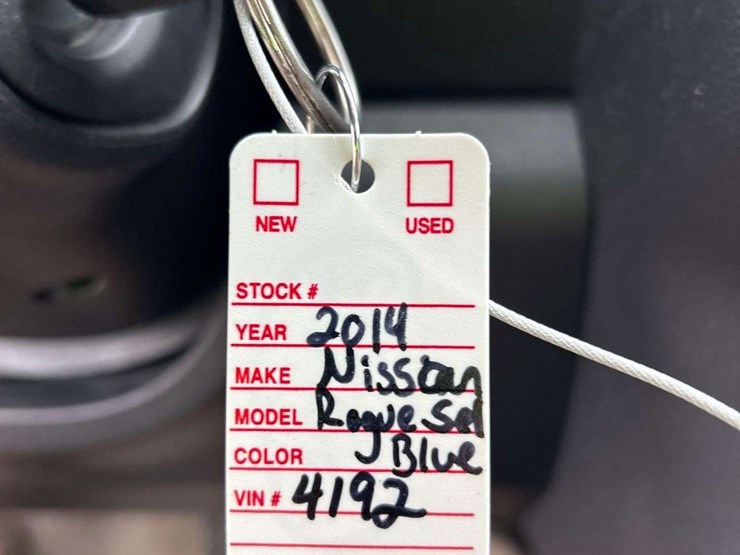 NEW USED
STOCK #
YEAR 2014
MAKE Nissan
MODEL Rogue Sel
COLOR Blue
VIN # 4192